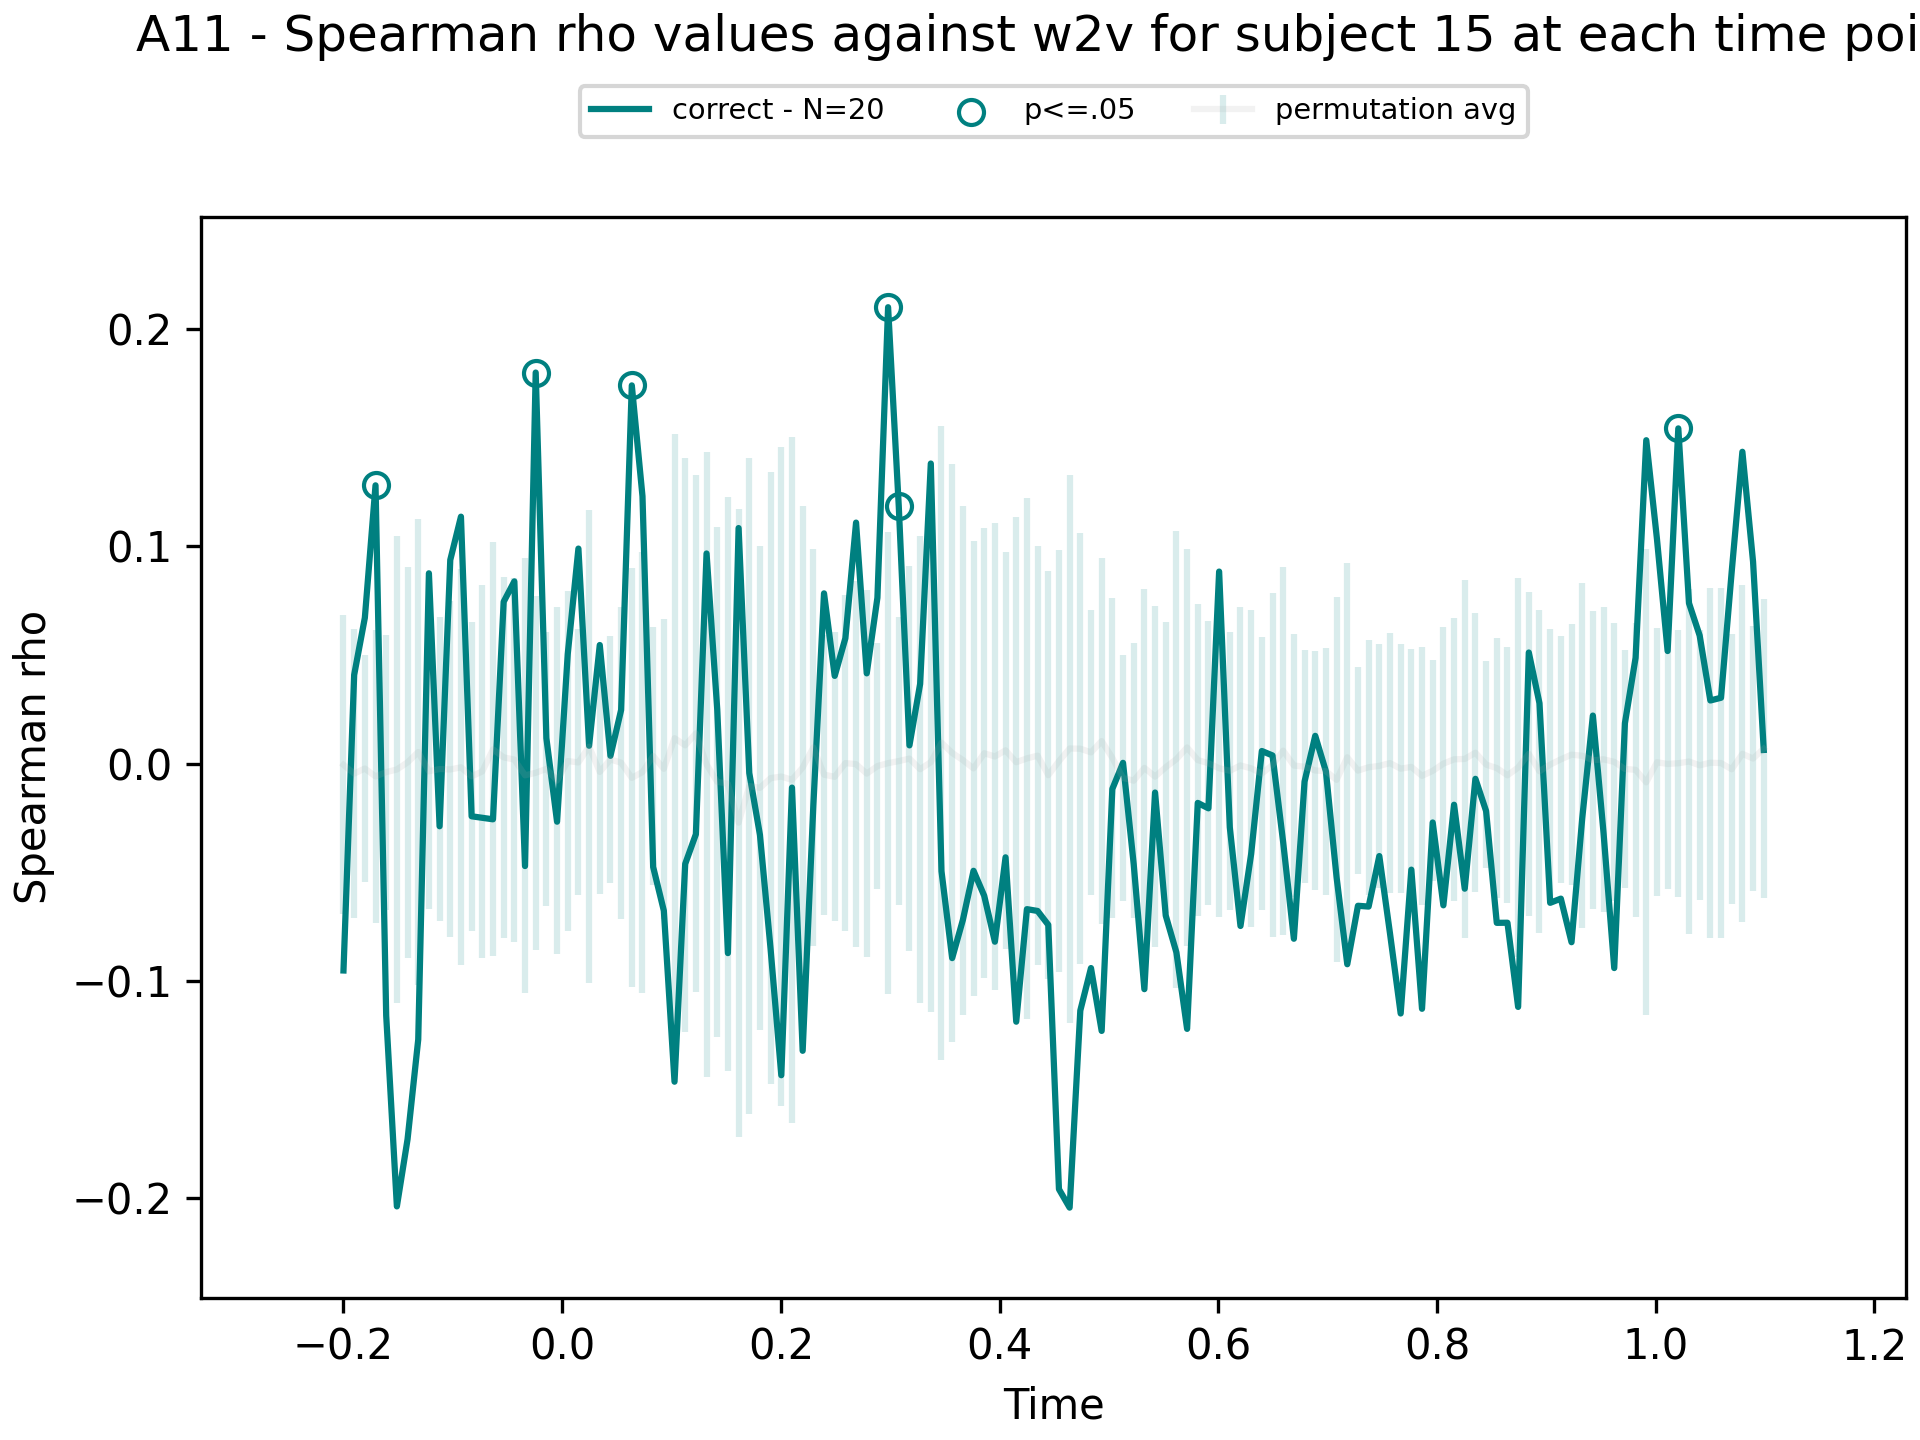 A11 - Spearman rho values against w2v for subject 15 at each time poi
correct - N=20 p<=.05 permutation avg
Spearman rho
0.2
0.1
0.0
−0.1
−0.2
−0.2 0.0 0.2 0.4 0.6 0.8 1.0 1.2
Time